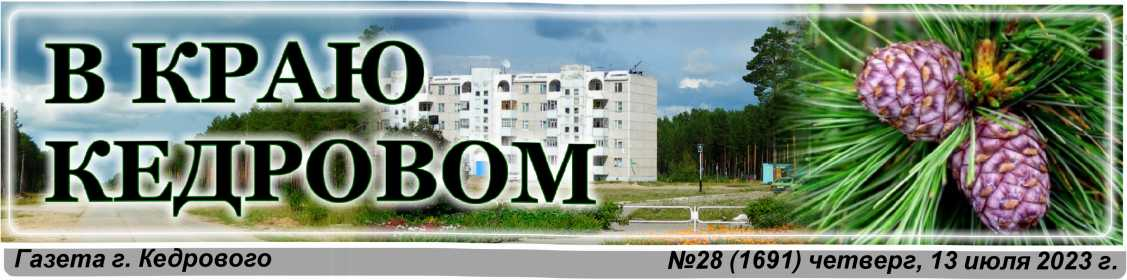 В КРАЮ
КЕДРОВОМ
Газета г. Кедрового
№28 (1691) четверг, 13 июля 2023 г.